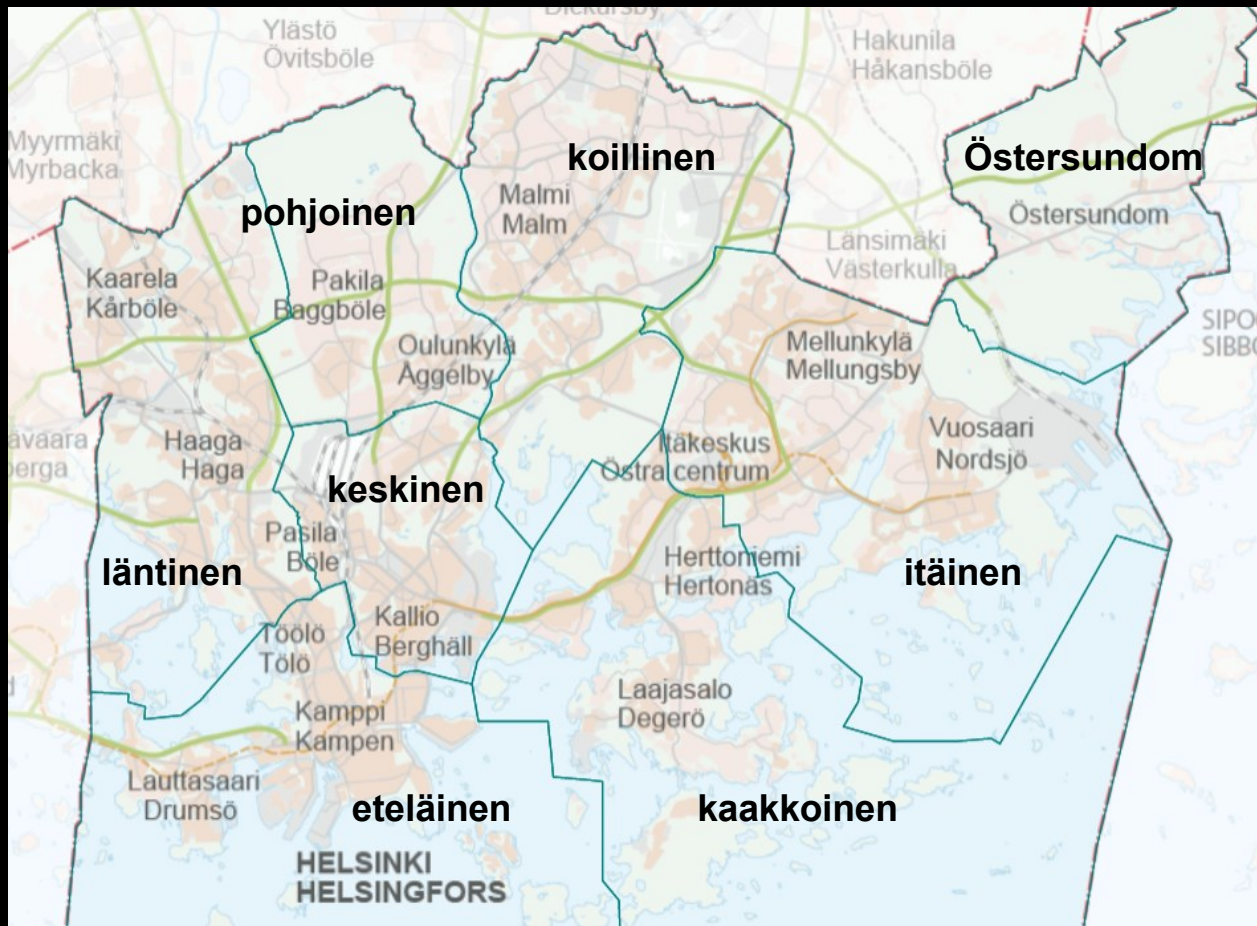 Dickursby
Ylästö
Övitsböle
Hakunila
Håkansböle
Myyrmäki
Myrbacka
koillinen
Östersundom
Malmi
Malm
pohjoinen
Östersundom
Länsimäki
Västerkulla
Kaarela
Kårböle
Pakila
Baggböle
Oulunkylä
Åggelby
Mellunkylä
Mellungsby
Haaga
Haga
Itäkeskus
Östra centrum
Vuosaari
Nordsjö
keskinen
Pasila
Böle
läntinen
Herttoniemi
Hertonäs
itäinen
Kallio
Berghäll
Töölö
Tölö
Laajasalo
Degerö
Kamppi
Kampen
Lauttasaari
Drumsö
eteläinen
kaakkoinen
HELSINKI
HELSINGFORS